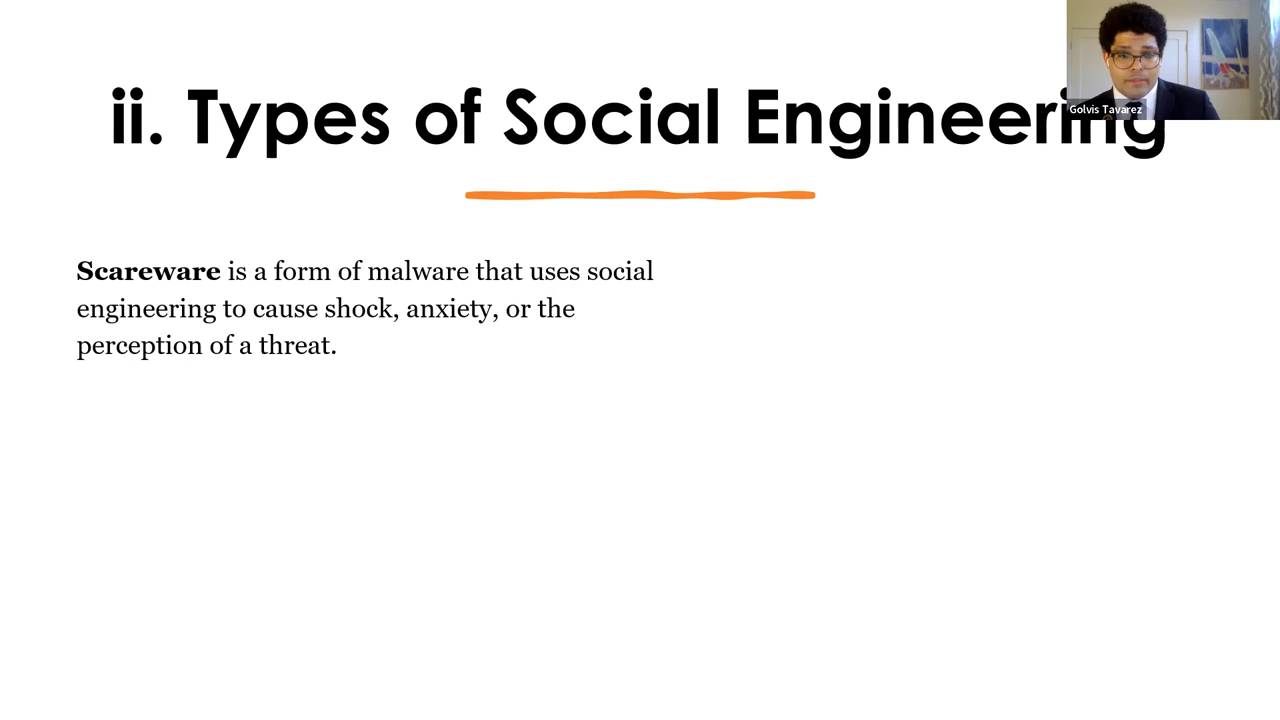 ii. Types of Social Engineering
Golvis Tavarez
Scareware is a form of malware that uses social
engineering to cause shock, anxiety, or the
perception of a threat.